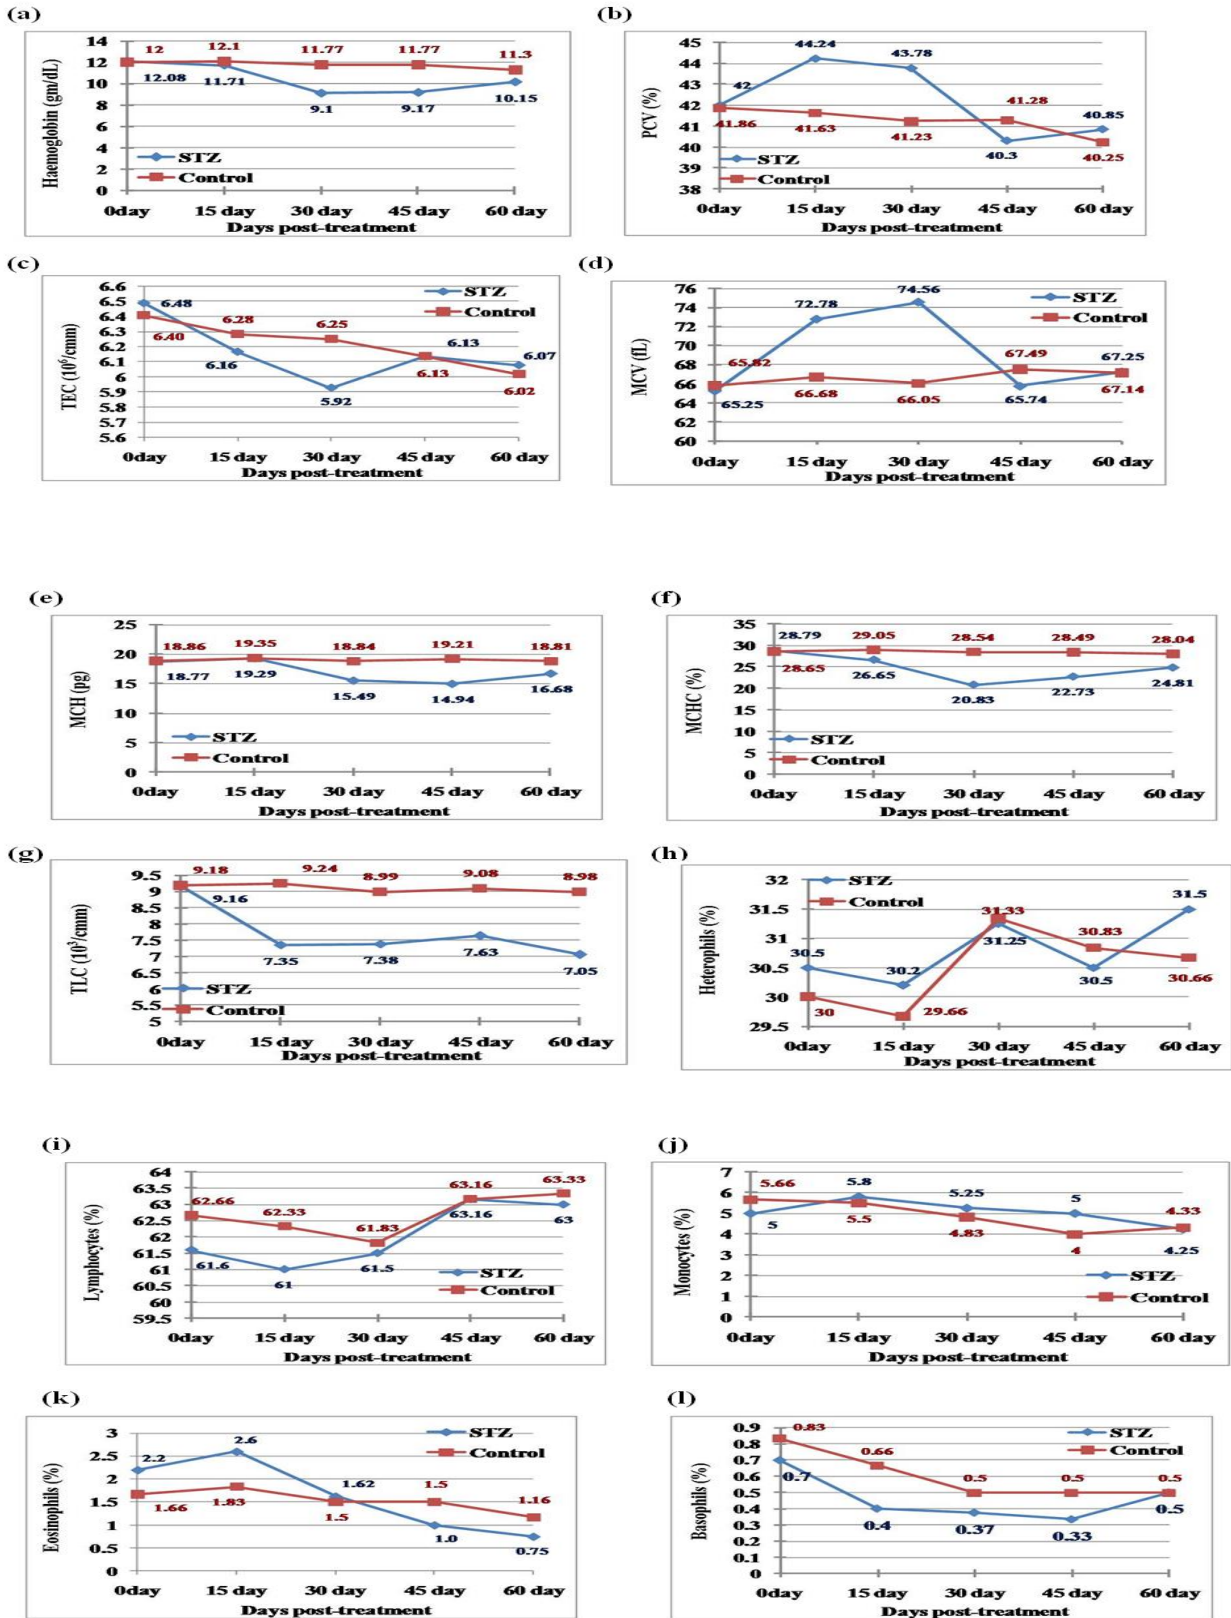 (a)
14
12
10
8
6
4
2
0
Haemoglobin (gm/dL)
12 12.1 11.77 11.77 11.3
12.08 11.71 9.1 9.17 10.15
STZ
Control
0day 15 day 30 day 45 day 60 day
Days post-treatment
(b)
45
44
43
42
41
40
39
38
PCV (%)
42 44.24 43.78 40.3 40.85
41.86 41.63 41.23 41.28 40.25
STZ
Control
0day 15 day 30 day 45 day 60 day
Days post-treatment
(c)
6.6
6.5
6.4
6.3
6.2
6.1
6
5.9
5.8
5.7
5.6
TEC (10⁶/cmm)
6.48 6.16 5.92 6.13 6.07
6.40 6.28 6.25 6.13 6.02
STZ
Control
0day 15 day 30 day 45 day 60 day
Days post-treatment
(d)
76
74
72
70
68
66
64
62
60
MCV (fL)
65.25 72.78 74.56 65.74 67.25
65.82 66.68 66.05 67.49 67.14
STZ
Control
0day 15 day 30 day 45 day 60 day
Days post-treatment
(e)
25
20
15
10
5
0
MCH (pg)
18.86 19.35 18.84 19.21 18.81
18.77 19.29 15.49 14.94 16.68
STZ
Control
0day 15 day 30 day 45 day 60 day
Days post-treatment
(f)
35
30
25
20
15
10
5
0
MCHC (%)
28.79 29.05 28.54 28.49 28.04
28.65 26.65 20.83 22.73 24.81
STZ
Control
0day 15 day 30 day 45 day 60 day
Days post-treatment
(g)
9.5
9
8.5
8
7.5
7
6.5
6
5.5
5
TLC (10³/cmm)
9.18 9.24 8.99 9.08 8.98
9.16 7.35 7.38 7.63 7.05
STZ
Control
0day 15 day 30 day 45 day 60 day
Days post-treatment
(h)
32
31.5
31
30.5
30
29.5
Heterophils (%)
STZ
Control
30.5 30.2 31.25 30.5 31.5
30 29.66 31.33 30.83 30.66
0day 15 day 30 day 45 day 60 day
Days post-treatment
(i)
64
63.5
63
62.5
62
61.5
61
60.5
60
59.5
Lymphocytes (%)
62.66 62.33 61.83 63.16 63.33
61.6 61 61.5 63.16 63
STZ
Control
0day 15 day 30 day 45 day 60 day
Days post-treatment
(j)
7
6
5
4
3
2
1
0
Monocytes (%)
5.66 5.8 5.25 5 4.33
5 5.5 4.83 4 4.25
STZ
Control
0day 15 day 30 day 45 day 60 day
Days post-treatment
(k)
3
2.5
2
1.5
1
0.5
0
Eosinophils (%)
2.2 2.6 1.62 1.0 0.75
1.66 1.83 1.5 1.5 1.16
STZ
Control
0day 15 day 30 day 45 day 60 day
Days post-treatment
(l)
0.9
0.8
0.7
0.6
0.5
0.4
0.3
0.2
0.1
0
Basophils (%)
0.83 0.66 0.5 0.5 0.5
0.7 0.4 0.37 0.33 0.5
STZ
Control
0day 15 day 30 day 45 day 60 day
Days post-treatment